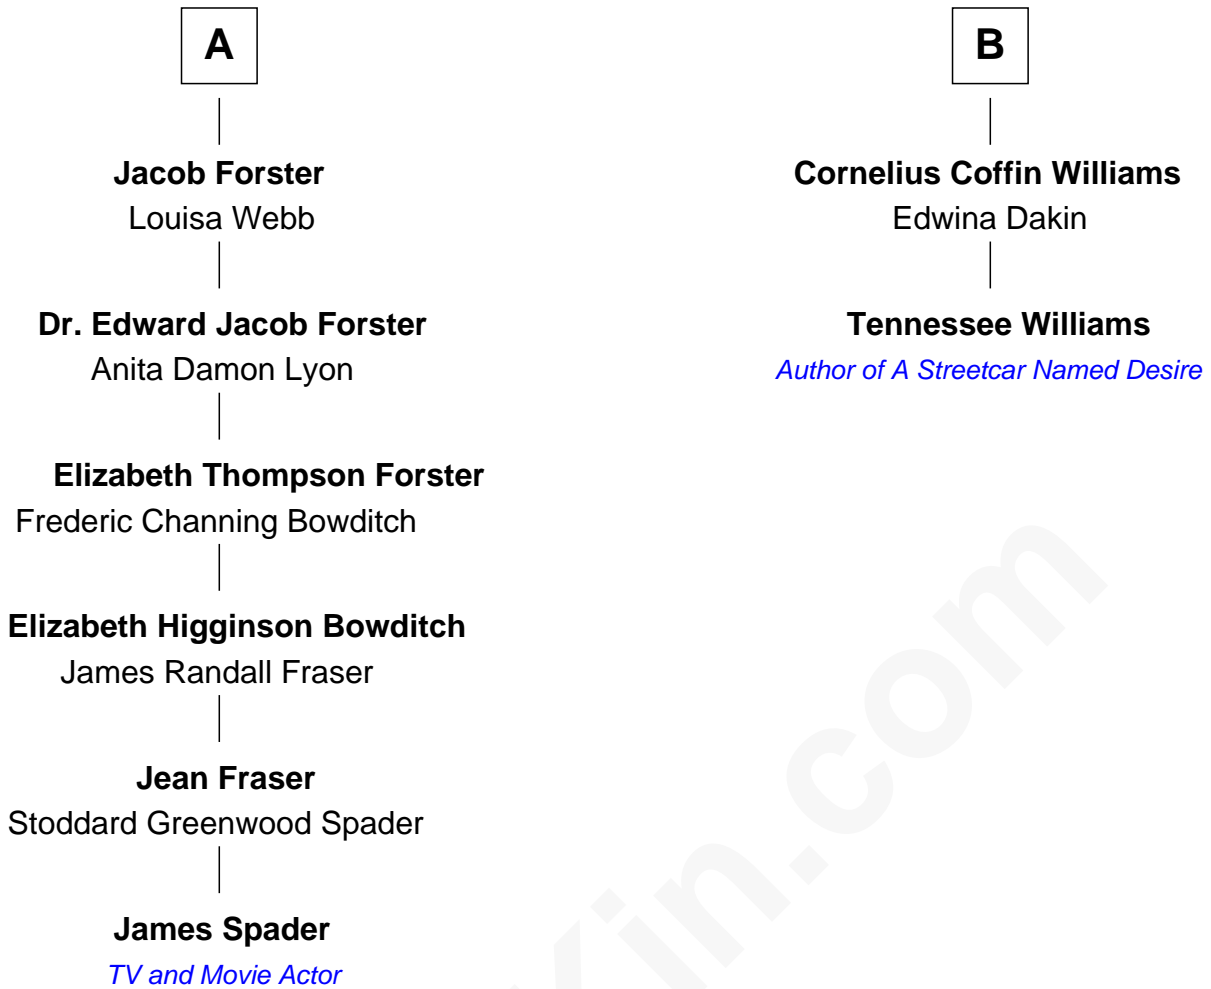 A
Jacob Forster
Louisa Webb
Dr. Edward Jacob Forster
Anita Damon Lyon
Elizabeth Thompson Forster
Frederic Channing Bowditch
Elizabeth Higginson Bowditch
James Randall Fraser
Jean Fraser
Stoddard Greenwood Spader
James Spader
TV and Movie Actor
B
Cornelius Coffin Williams
Edwina Dakin
Tennessee Williams
Author of A Streetcar Named Desire
Kin.com